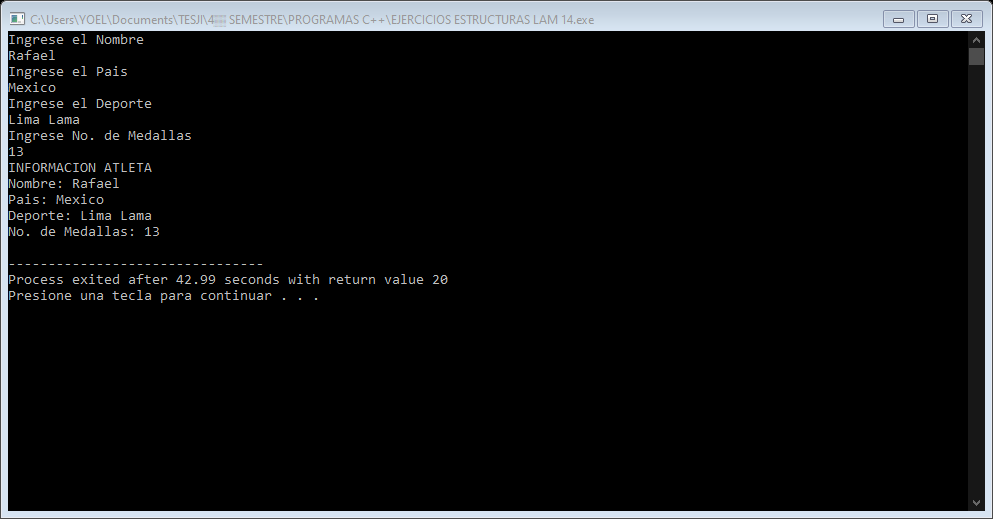 C:\Users\YOEL\Documents\TESJI\4 SEMESTRE\PROGRAMAS C++\EJERCICIOS ESTRUCTURAS LAM 14.exe
Ingrese el Nombre
Rafael
Ingrese el Pais
Mexico
Ingrese el Deporte
Lima Lama
Ingrese No. de Medallas
13
INFORMACION ATLETA
Nombre: Rafael
Pais: Mexico
Deporte: Lima Lama
No. de Medallas: 13
--------------------------------
Process exited after 42.99 seconds with return value 20
Presione una tecla para continuar . . .